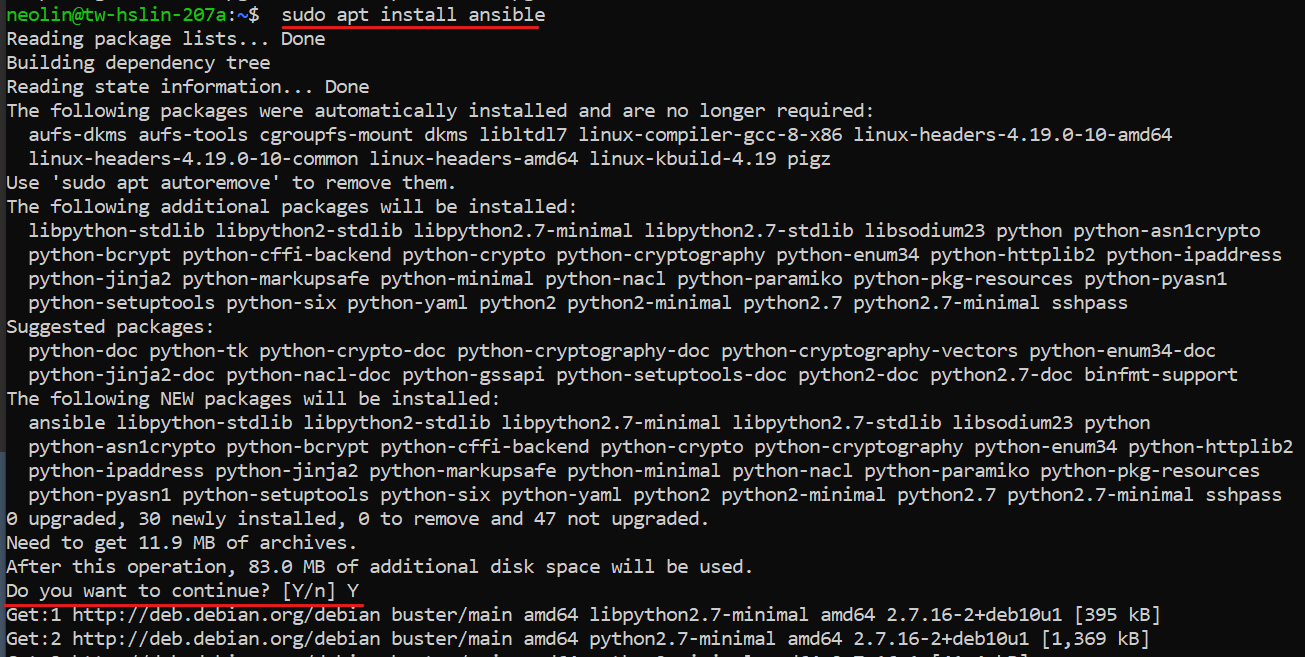 neolin@tw-hslin-207a:~$ sudo apt install ansible
Reading package lists... Done
Building dependency tree
Reading state information... Done
The following packages were automatically installed and are no longer required:
aufs-dkms aufs-tools cgroupfs-mount dkms libltdl7 linux-compiler-gcc-8-x86 linux-headers-4.19.0-10-amd64
linux-headers-4.19.0-10-common linux-headers-amd64 linux-kbuild-4.19 pigz
Use 'sudo apt autoremove' to remove them.
The following additional packages will be installed:
libpython-stdlib libpython2-stdlib libpython2.7-minimal libpython2.7-stdlib libsodium23 python python-asn1crypto
python-bcrypt python-cffi-backend python-crypto python-cryptography python-enum34 python-httplib2 python-ipaddress
python-jinja2 python-markupsafe python-minimal python-nacl python-paramiko python-pkg-resources python-pyasn1
python-setuptools python-six python-yaml python2 python2-minimal python2.7 python2.7-minimal sshpass
Suggested packages:
python-doc python-tk python-crypto-doc python-cryptography-doc python-cryptography-vectors python-enum34-doc
python-jinja2-doc python-nacl-doc python-gssapi python-setuptools-doc python2-doc python2.7-doc binfmt-support
The following NEW packages will be installed:
ansible libpython-stdlib libpython2-stdlib libpython2.7-minimal libpython2.7-stdlib libsodium23 python
python-asn1crypto python-bcrypt python-cffi-backend python-crypto python-cryptography python-enum34 python-httplib2
python-ipaddress python-jinja2 python-markupsafe python-minimal python-nacl python-paramiko python-pkg-resources
python-pyasn1 python-setuptools python-six python-yaml python2 python2-minimal python2.7 python2.7-minimal sshpass
0 upgraded, 30 newly installed, 0 to remove and 47 not upgraded.
Need to get 11.9 MB of archives.
After this operation, 83.0 MB of additional disk space will be used.
Do you want to continue? [Y/n] Y
Get:1 http://deb.debian.org/debian buster/main amd64 libpython2.7-minimal amd64 2.7.16-2+deb10u1 [395 kB]
Get:2 http://deb.debian.org/debian buster/main amd64 python2.7-minimal amd64 2.7.16-2+deb10u1 [1,369 kB]